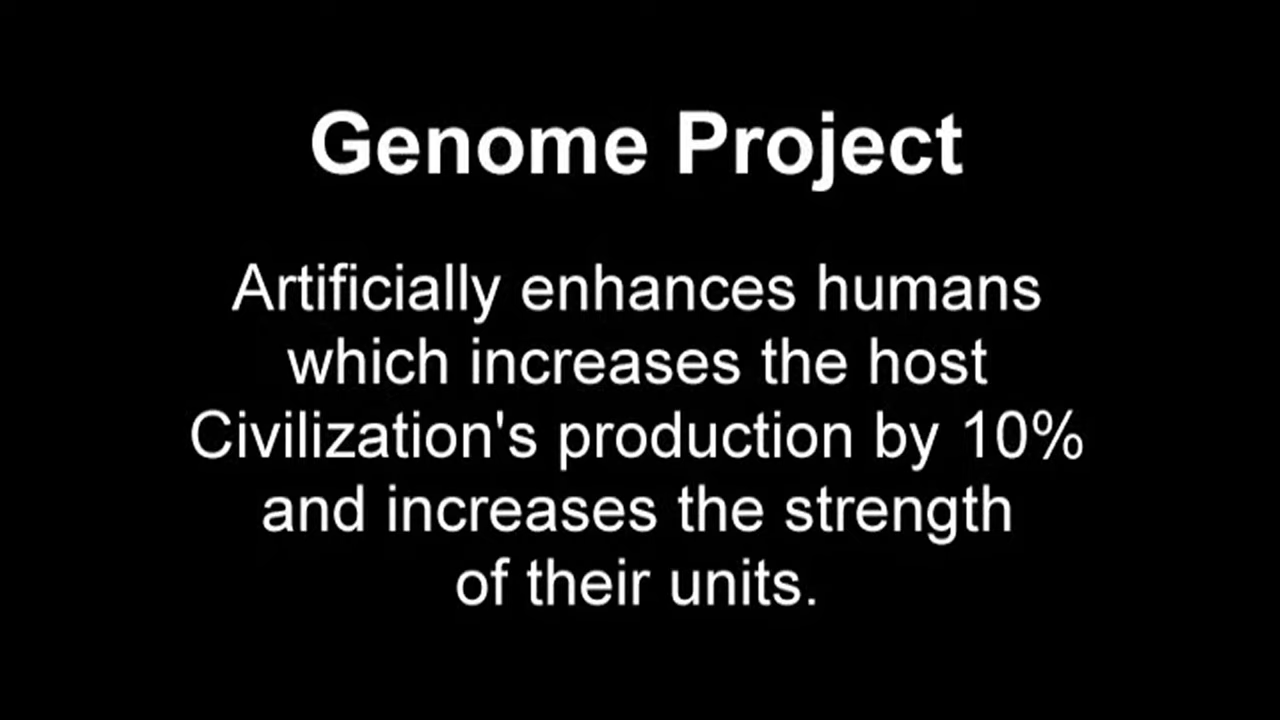 Genome Project
Artificially enhances humans
which increases the host
Civilization's production by 10%
and increases the strength
of their units.